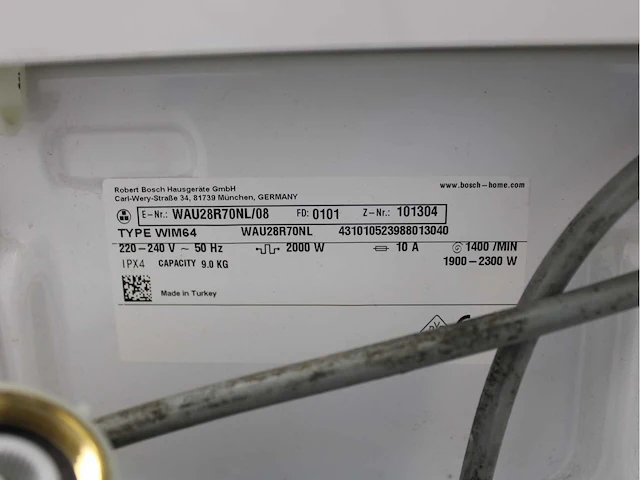 Robert Bosch Hausgeräte GmbH
Carl-Wery-Straße 34, 81739 München, GERMANY
www.bosch-home.com
E-Nr.: WAU28R70NL/08 FD: 0101 Z-Nr.: 101304
TYPE WIM64 WAU28R70NL 431010523988013040
220-240 V ~ 50 Hz 2000 W 10 A 1400 /MIN
IPX4 CAPACITY 9.0 KG 1900-2300 W
Made in Turkey